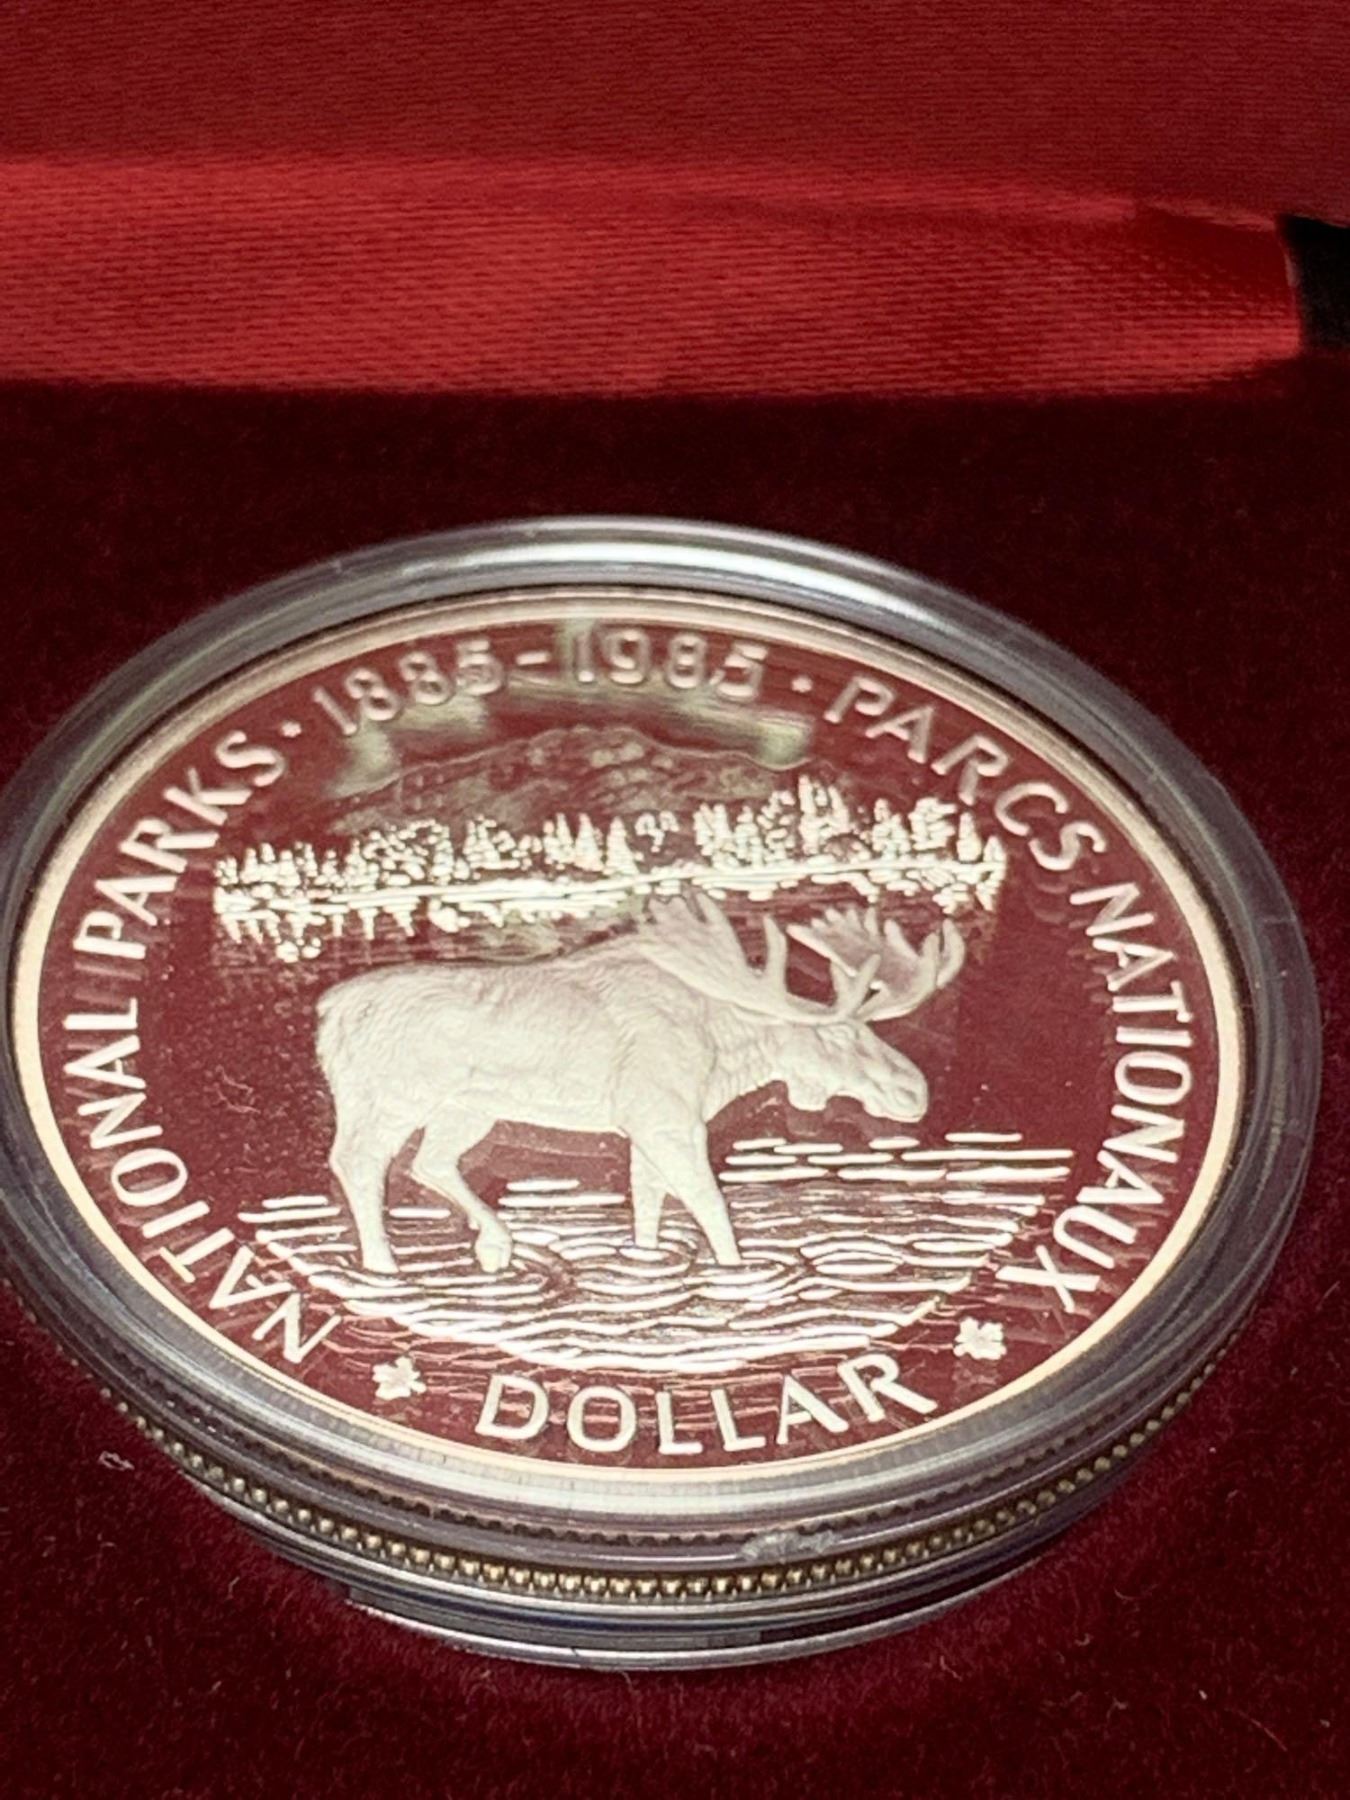 NATIONAL PARKS · 1885-1985 · PARCS NATIONAUX
DOLLAR